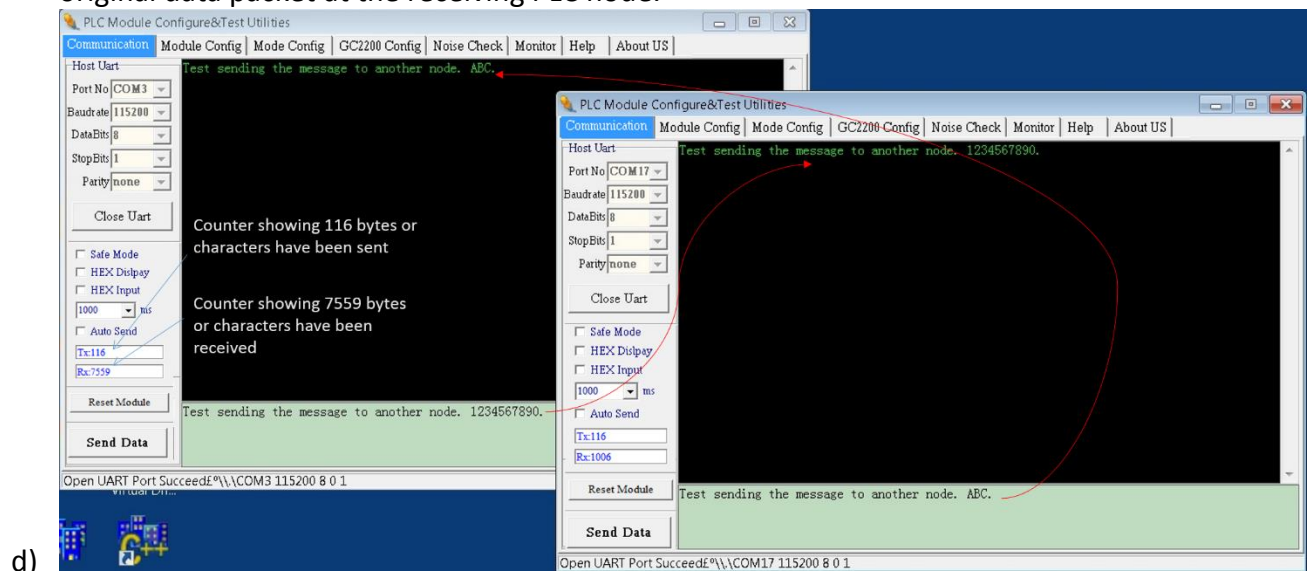 original data packet at the receiving PLC node.
PLC Module Configure&Test Utilities
Communication Module Config Mode Config GC2200 Config Noise Check Monitor Help About US
Host Uart
Port No COM3
Baudrate 115200
DataBits 8
StopBits 1
Parity none
Close Uart
Safe Mode
HEX Dislpay
HEX Input
1000 ms
Auto Send
Tx:116
Rx:7559
Reset Module
Send Data
Test sending the message to another node. ABC.
Counter showing 116 bytes or
characters have been sent
Counter showing 7559 bytes
or characters have been
received
Test sending the message to another node. 1234567890.
Open UART Port Succeed£º\\.\COM3 115200 8 0 1
PLC Module Configure&Test Utilities
Communication Module Config Mode Config GC2200 Config Noise Check Monitor Help About US
Host Uart
Port No COM17
Baudrate 115200
DataBits 8
StopBits 1
Parity none
Close Uart
Safe Mode
HEX Dislpay
HEX Input
1000 ms
Auto Send
Tx:116
Rx:1006
Reset Module
Send Data
Test sending the message to another node. 1234567890.
Test sending the message to another node. ABC.
Open UART Port Succeed£º\\.\COM17 115200 8 0 1
C++
d)